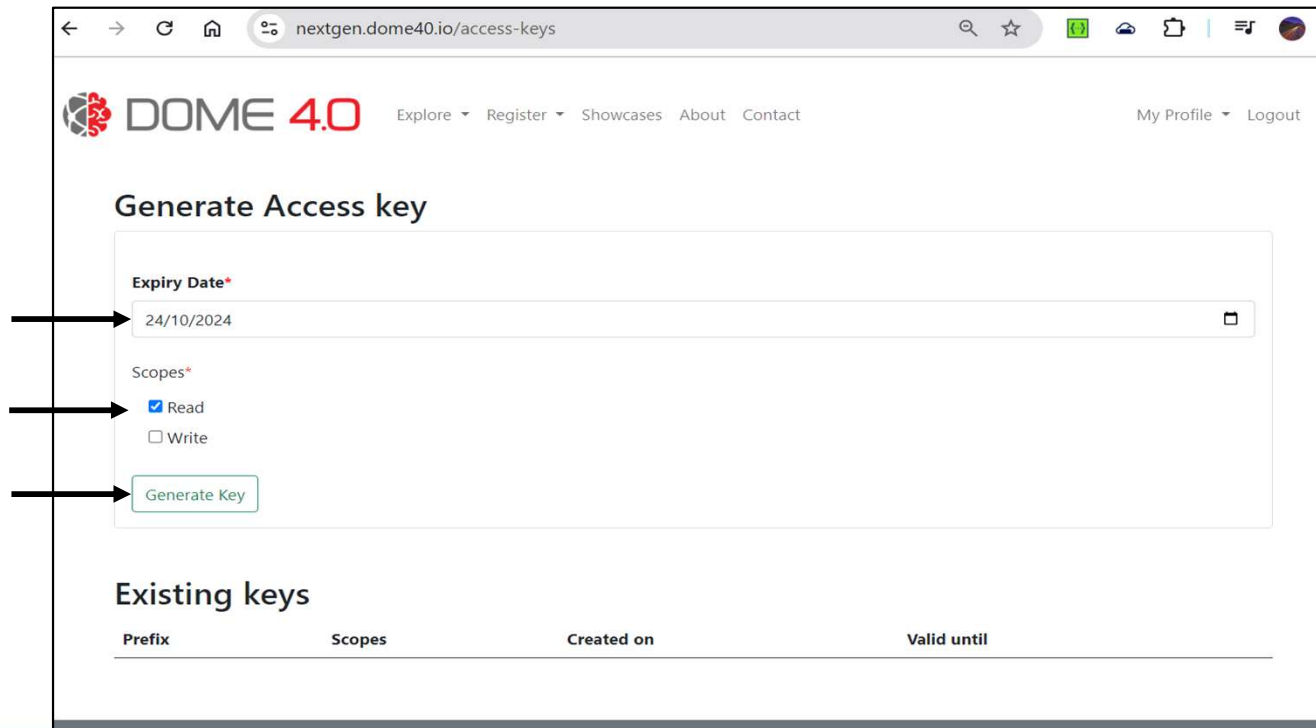 nextgen.dome40.io/access-keys
DOME 4.0 Explore Register Showcases About Contact My Profile Logout
Generate Access key
Expiry Date*
24/10/2024
Scopes*
Read
Write
Generate Key
Existing keys
Prefix Scopes Created on Valid until